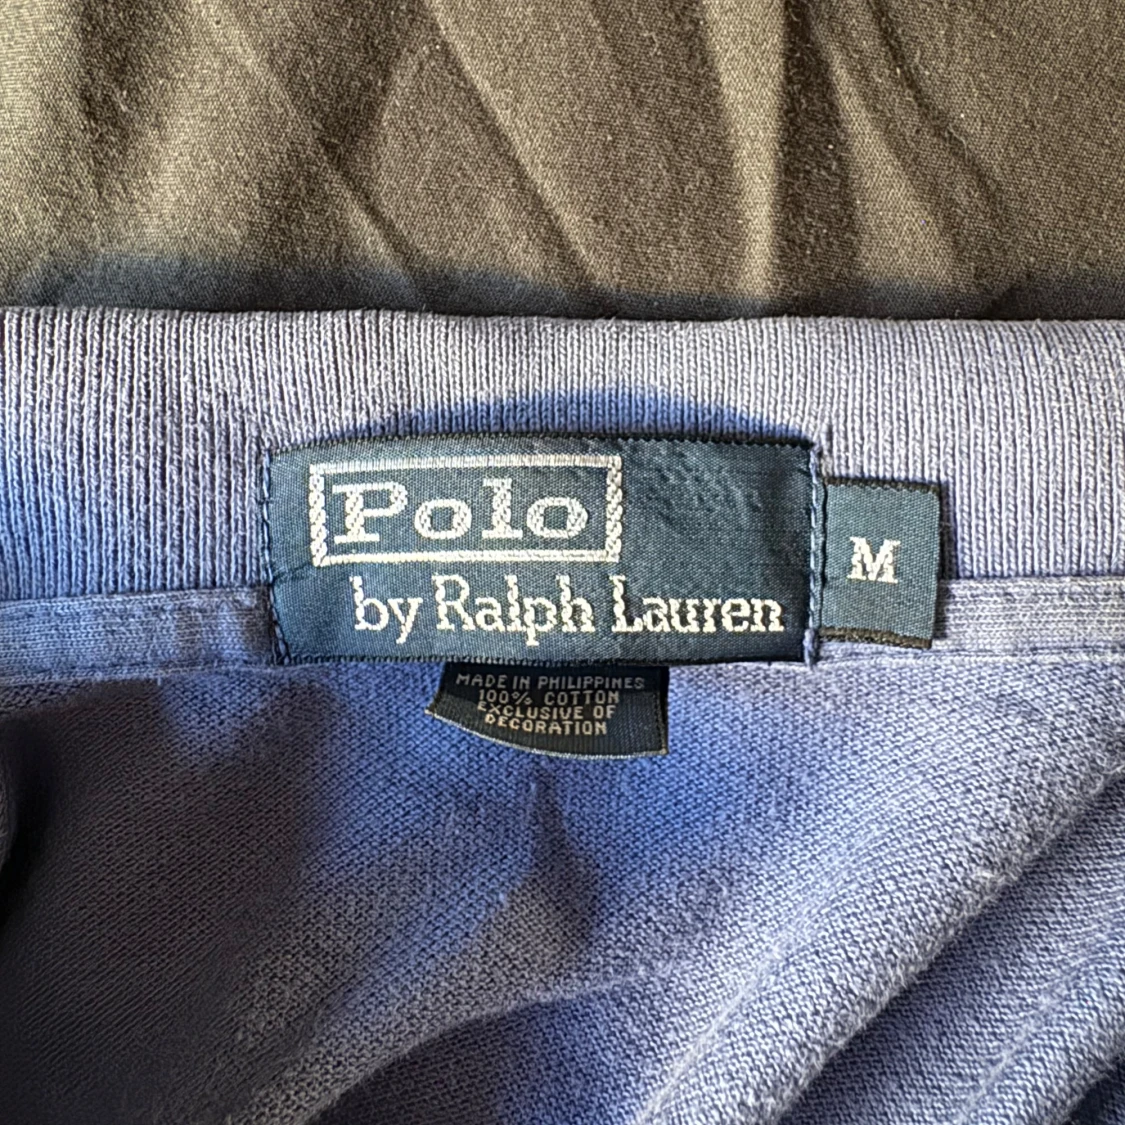 Polo
by Ralph Lauren
M
MADE IN PHILIPPINES
100% COTTON
EXCLUSIVE OF
DECORATION